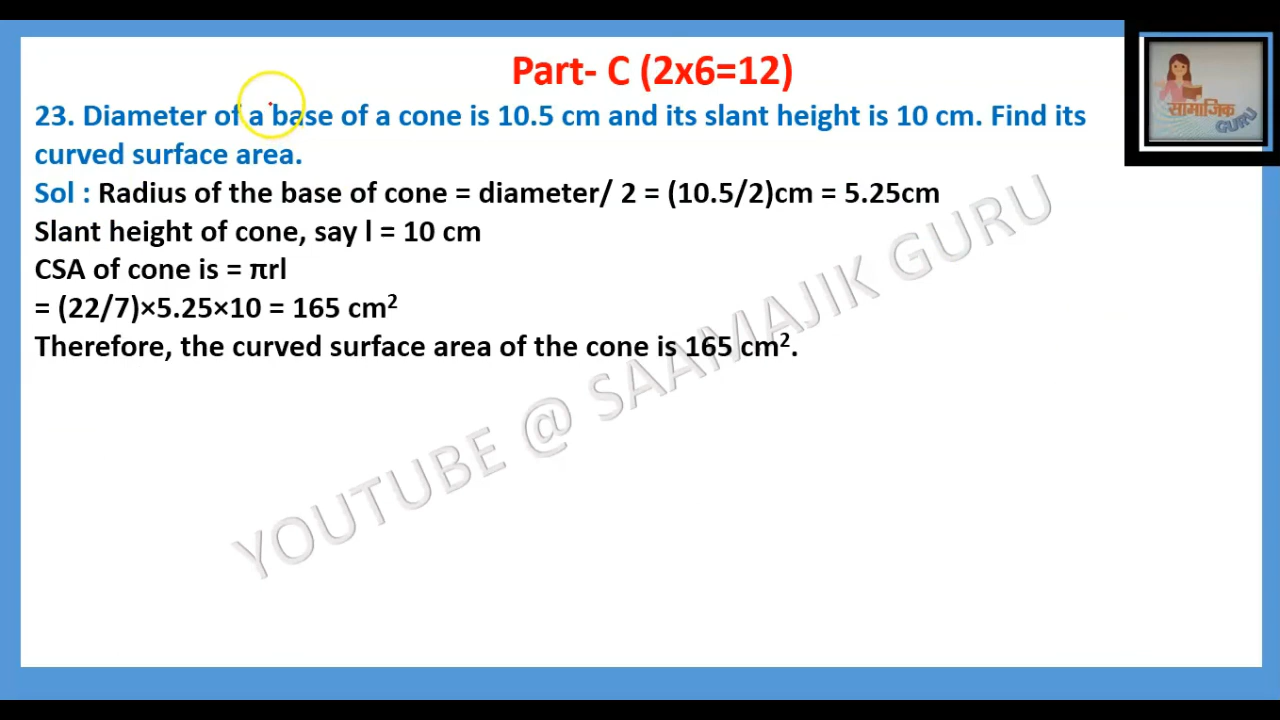 Part- C (2x6=12)
सामाजिक
GURU
23. Diameter of a base of a cone is 10.5 cm and its slant height is 10 cm. Find its
curved surface area.
Sol : Radius of the base of cone = diameter/ 2 = (10.5/2)cm = 5.25cm
Slant height of cone, say l = 10 cm
CSA of cone is = πrl
= (22/7)×5.25×10 = 165 cm²
Therefore, the curved surface area of the cone is 165 cm².
YOUTUBE @ SAAMAJIK GURU